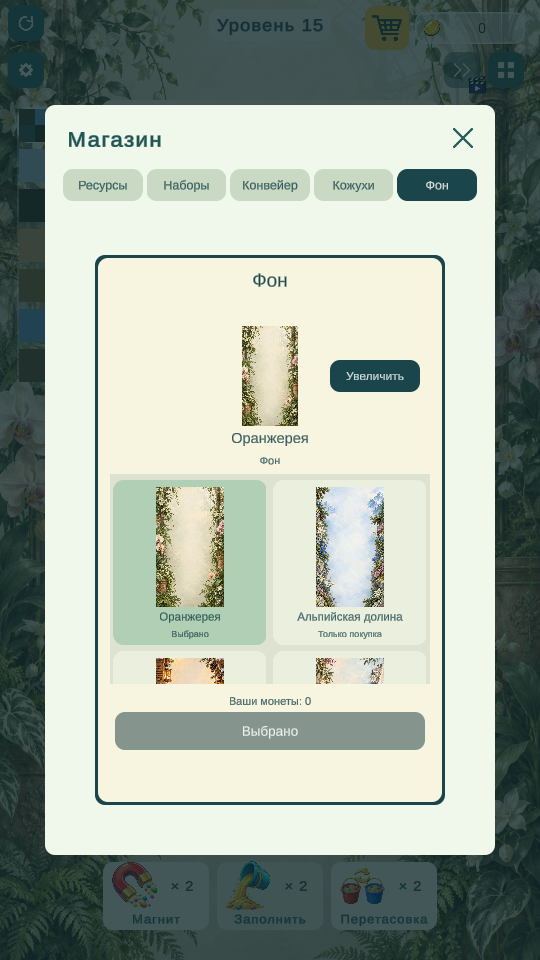 Уровень 15
0
Магазин
Ресурсы
Наборы
Конвейер
Кожухи
Фон
Фон
Увеличить
Оранжерея
Фон
Оранжерея
Выбрано
Альпийская долина
Только покупка
Ваши монеты: 0
Выбрано
× 2
× 2
× 2
Магнит
Заполнить
Перетасовка